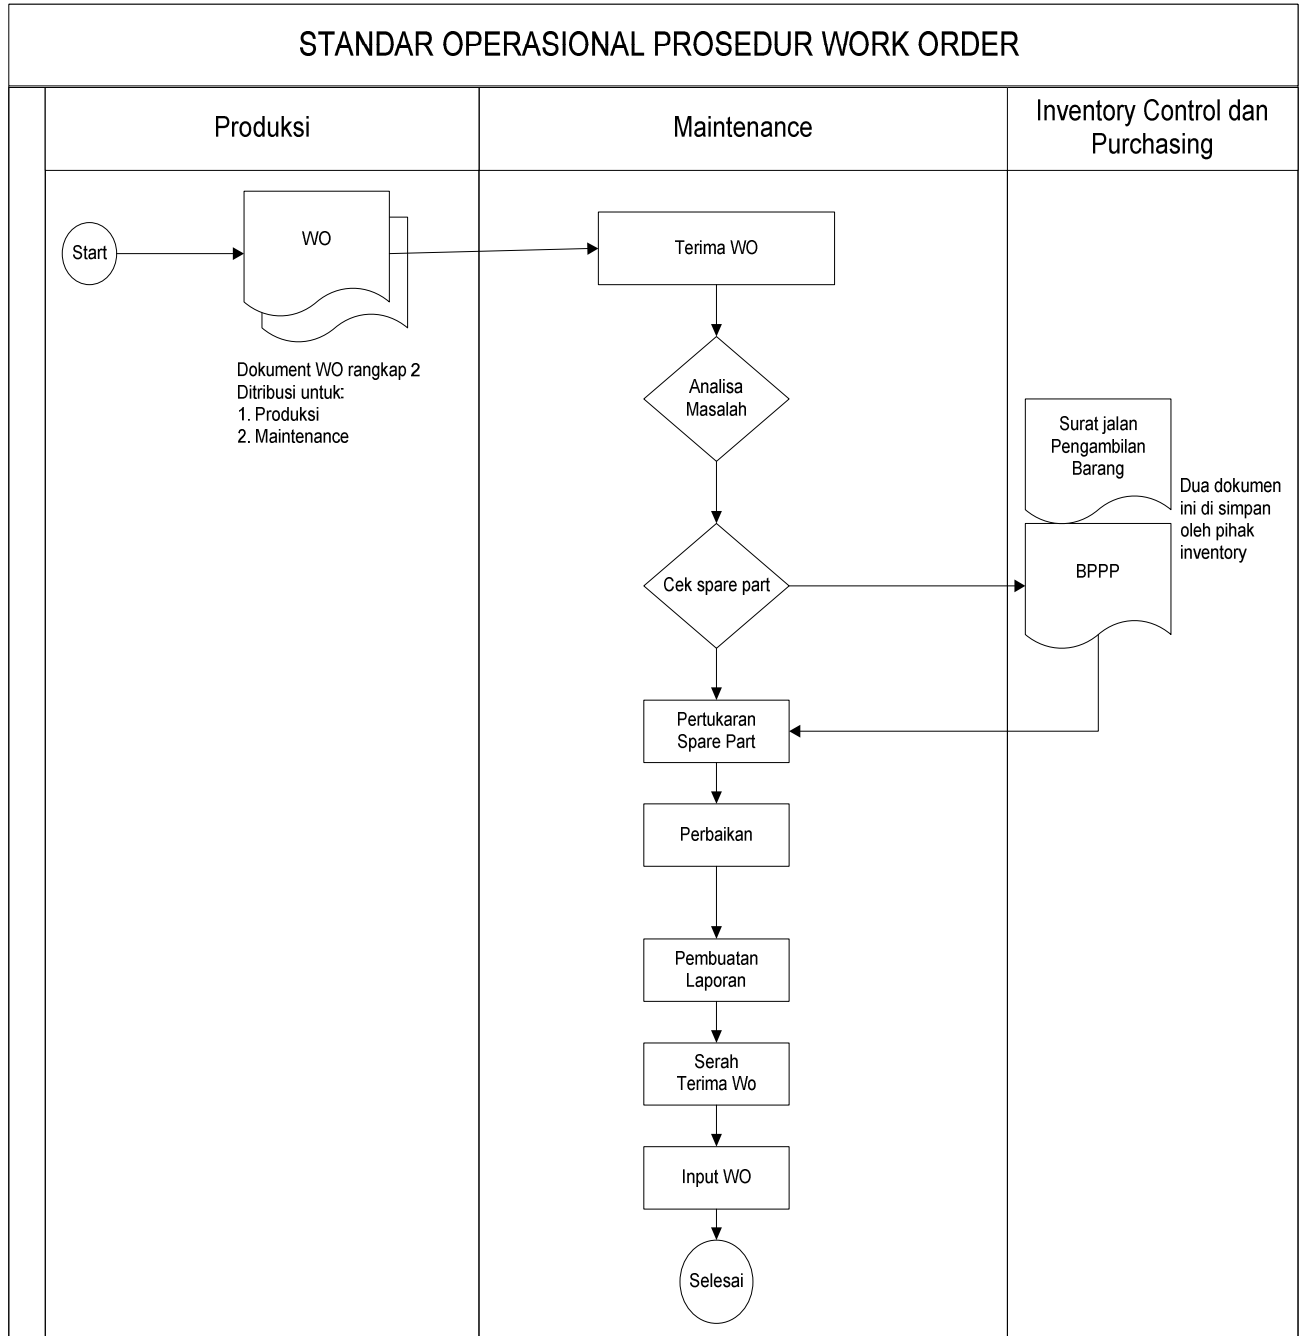 STANDAR OPERASIONAL PROSEDUR WORK ORDER
Produksi
Maintenance
Inventory Control dan
Purchasing
Start
WO
Dokument WO rangkap 2
Ditribusi untuk:
1. Produksi
2. Maintenance
Terima WO
Analisa
Masalah
Cek spare part
Surat jalan
Pengambilan
Barang
Dua dokumen
ini di simpan
oleh pihak
inventory
BPPP
Pertukaran
Spare Part
Perbaikan
Pembuatan
Laporan
Serah
Terima Wo
Input WO
Selesai